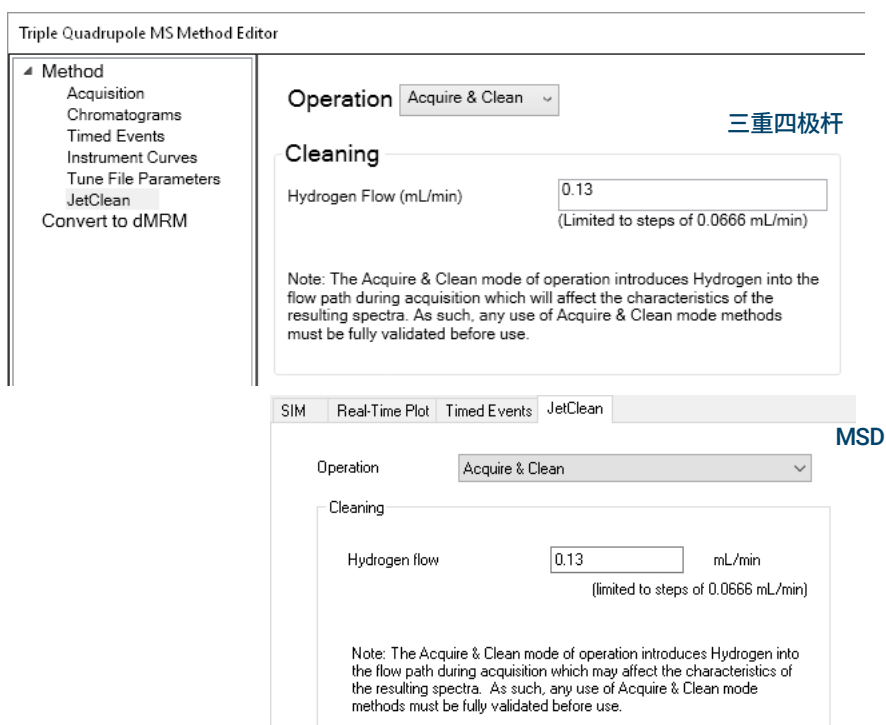 Triple Quadrupole MS Method Editor
Method
Acquisition
Chromatograms
Timed Events
Instrument Curves
Tune File Parameters
JetClean
Convert to dMRM
Operation Acquire & Clean
三重四极杆
Cleaning
Hydrogen Flow (mL/min) 0.13
(Limited to steps of 0.0666 mL/min)
Note: The Acquire & Clean mode of operation introduces Hydrogen into the
flow path during acquisition which will affect the characteristics of the
resulting spectra. As such, any use of Acquire & Clean mode methods
must be fully validated before use.
SIM Real-Time Plot Timed Events JetClean
MSD
Operation Acquire & Clean
Cleaning
Hydrogen flow 0.13 mL/min
(limited to steps of 0.0666 mL/min)
Note: The Acquire & Clean mode of operation introduces Hydrogen into
the flow path during acquisition which may affect the characteristics of
the resulting spectra. As such, any use of Acquire & Clean mode
methods must be fully validated before use.